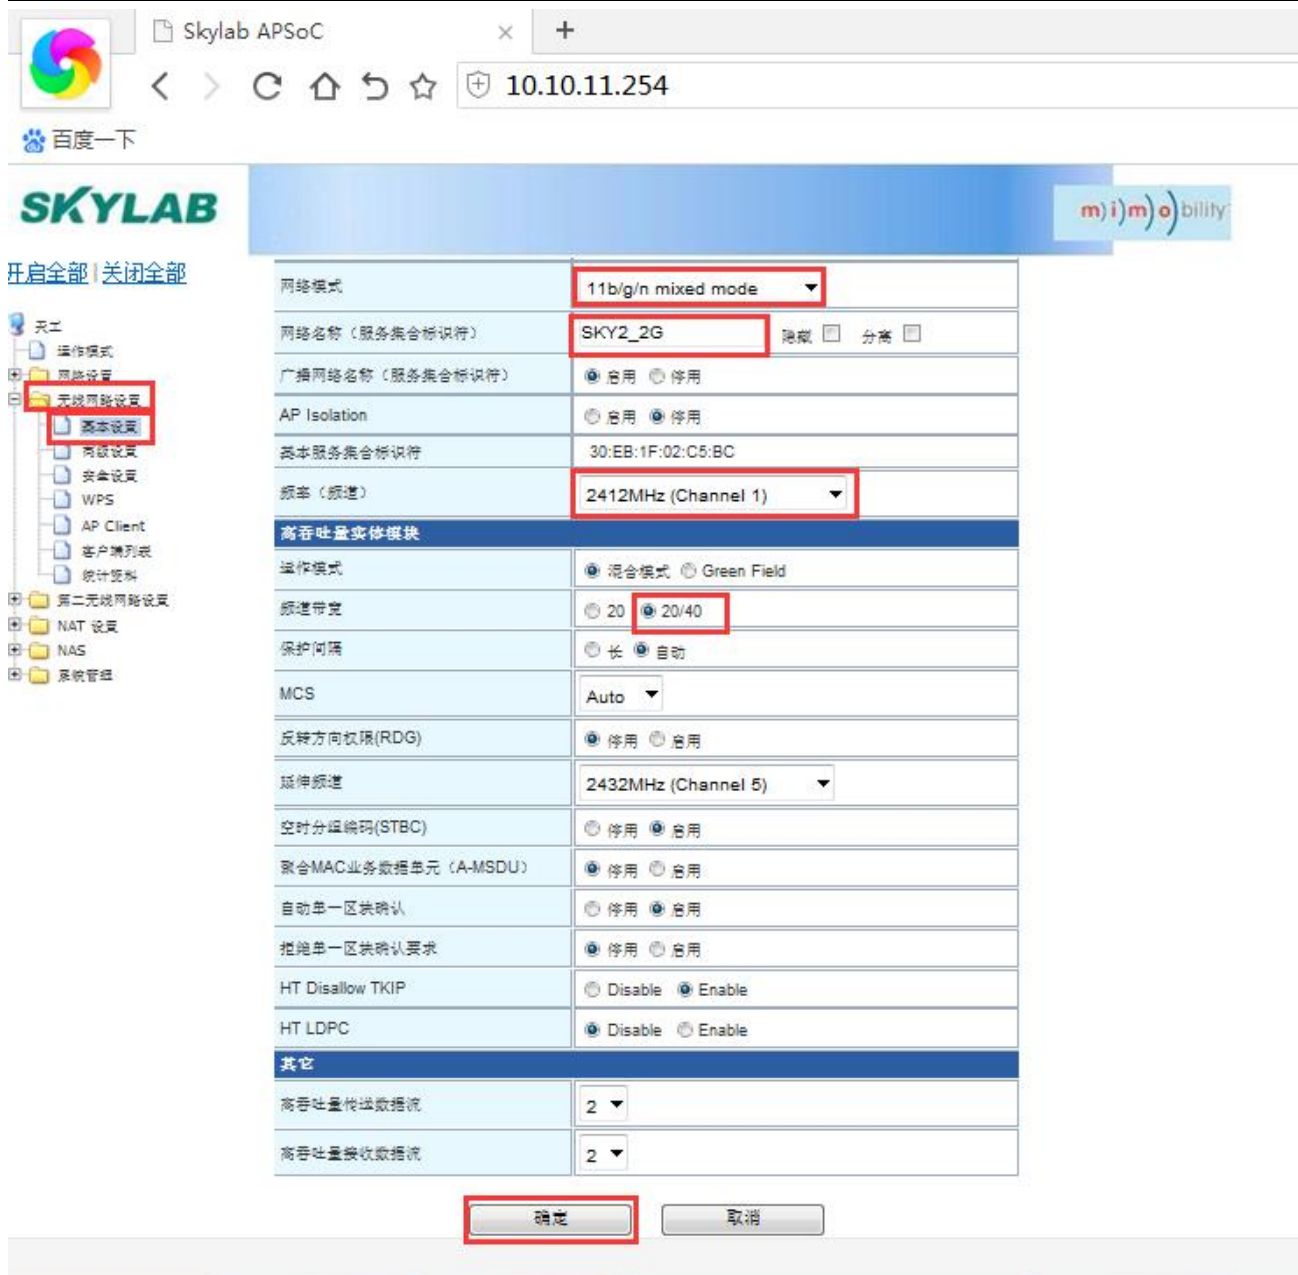 Skylab APSoC
10.10.11.254
百度一下
SKYLAB
m)i)m)o)bility
开启全部 | 关闭全部
天工
运作模式
网络设置
无线网路设置
基本设置
高级设置
安全设置
WPS
AP Client
客户端列表
统计资料
第二无线网路设置
NAT 设置
NAS
系统管理
网络模式 11b/g/n mixed mode
网络名称（服务集合标识符） SKY2_2G 隐藏 分离
广播网络名称（服务集合标识符） 启用 停用
AP Isolation 启用 停用
基本服务集合标识符 30:EB:1F:02:C5:BC
频率（频道） 2412MHz (Channel 1)
高吞吐量实体模块
运作模式 混合模式 Green Field
频道带宽 20 20/40
保护间隔 长 自动
MCS Auto
反转方向权限(RDG) 停用 启用
延伸频道 2432MHz (Channel 5)
空时分组编码(STBC) 停用 启用
聚合MAC业务数据单元（A-MSDU） 停用 启用
自动单一区块确认 停用 启用
拒绝单一区块确认要求 停用 启用
HT Disallow TKIP Disable Enable
HT LDPC Disable Enable
其它
高吞吐量传送数据流 2
高吞吐量接收数据流 2
确定 取消